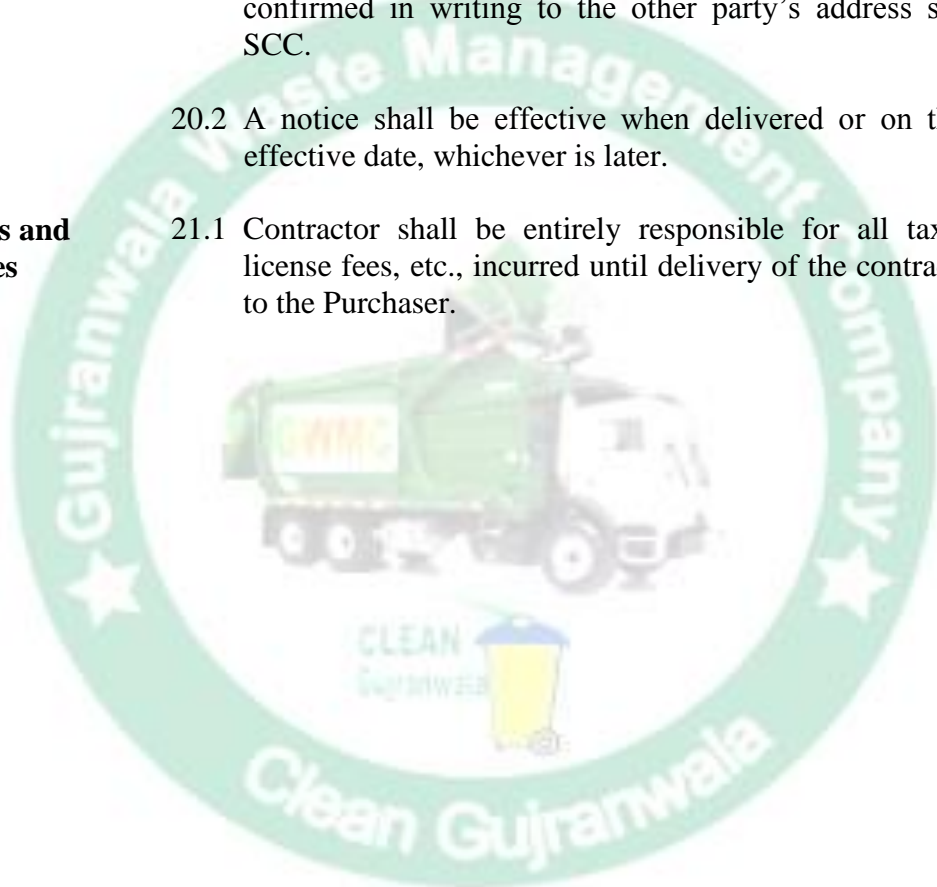 confirmed in writing to the other party's address s
SCC.
20.2 A notice shall be effective when delivered or on th
effective date, whichever is later.
s and
es
21.1 Contractor shall be entirely responsible for all tax
license fees, etc., incurred until delivery of the contra
to the Purchaser.
Gujranwala Waste Management Company
GWMC
CLEAN
Gujranwala
Clean Gujranwala